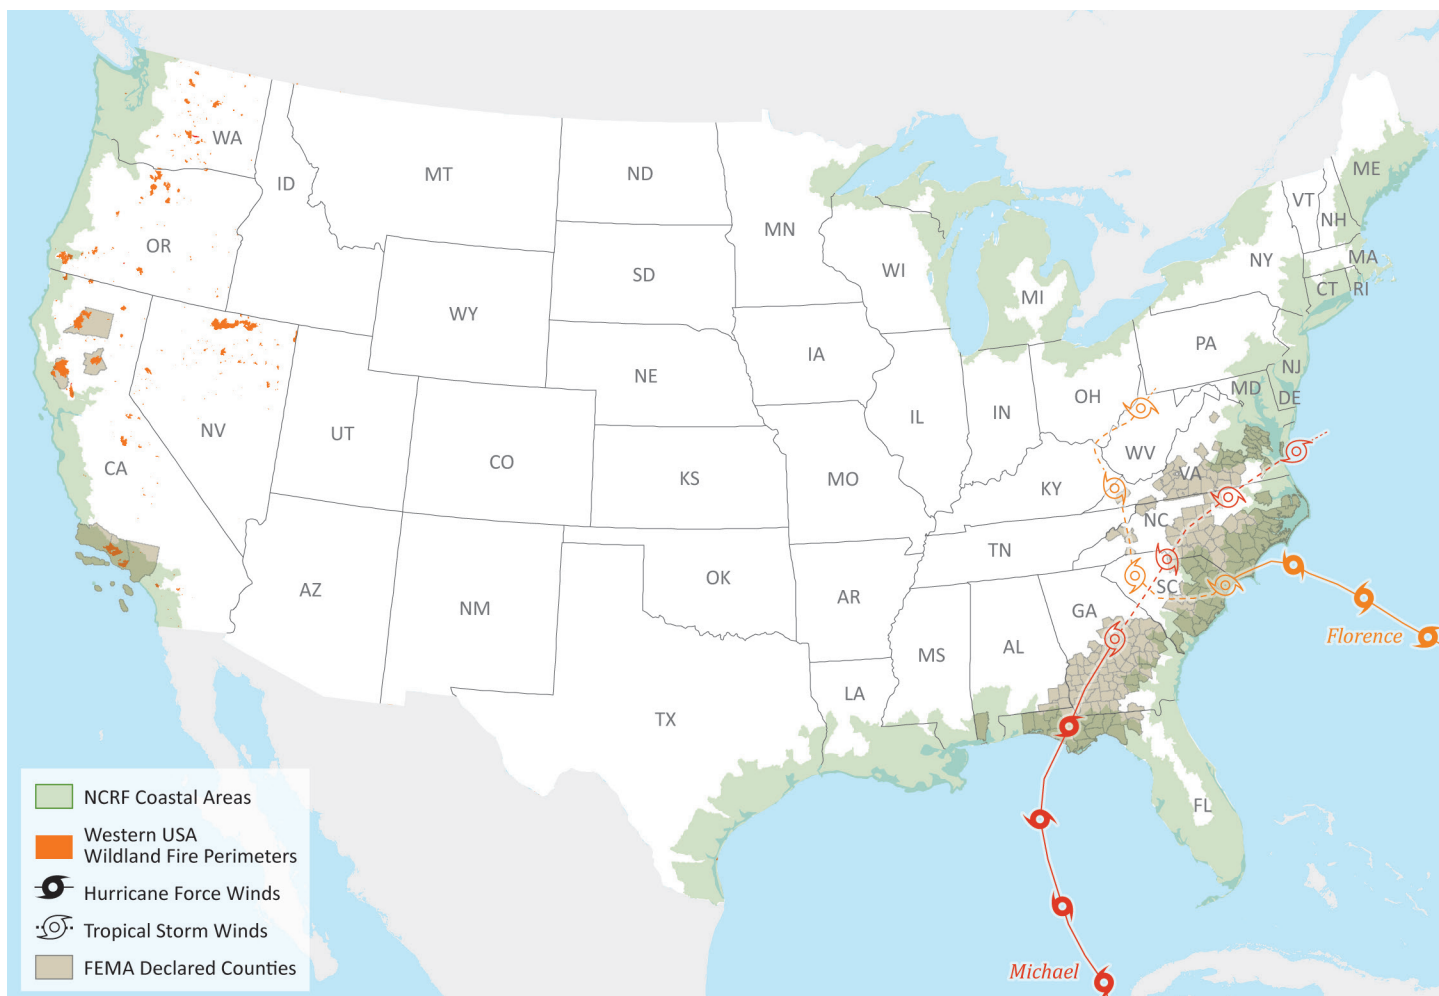 WA
MT
ND
ID
MN
ME
VT
NH
OR
SD
WI
NY
MA
CT
RI
MI
WY
IA
PA
NE
NJ
MD
DE
OH
NV
UT
IL
IN
WV
CA
CO
KS
MO
KY
VA
NC
TN
AZ
NM
OK
AR
SC
GA
MS
AL
Florence
TX
LA
FL
Michael
NCRF Coastal Areas
Western USA
Wildland Fire Perimeters
Hurricane Force Winds
Tropical Storm Winds
FEMA Declared Counties